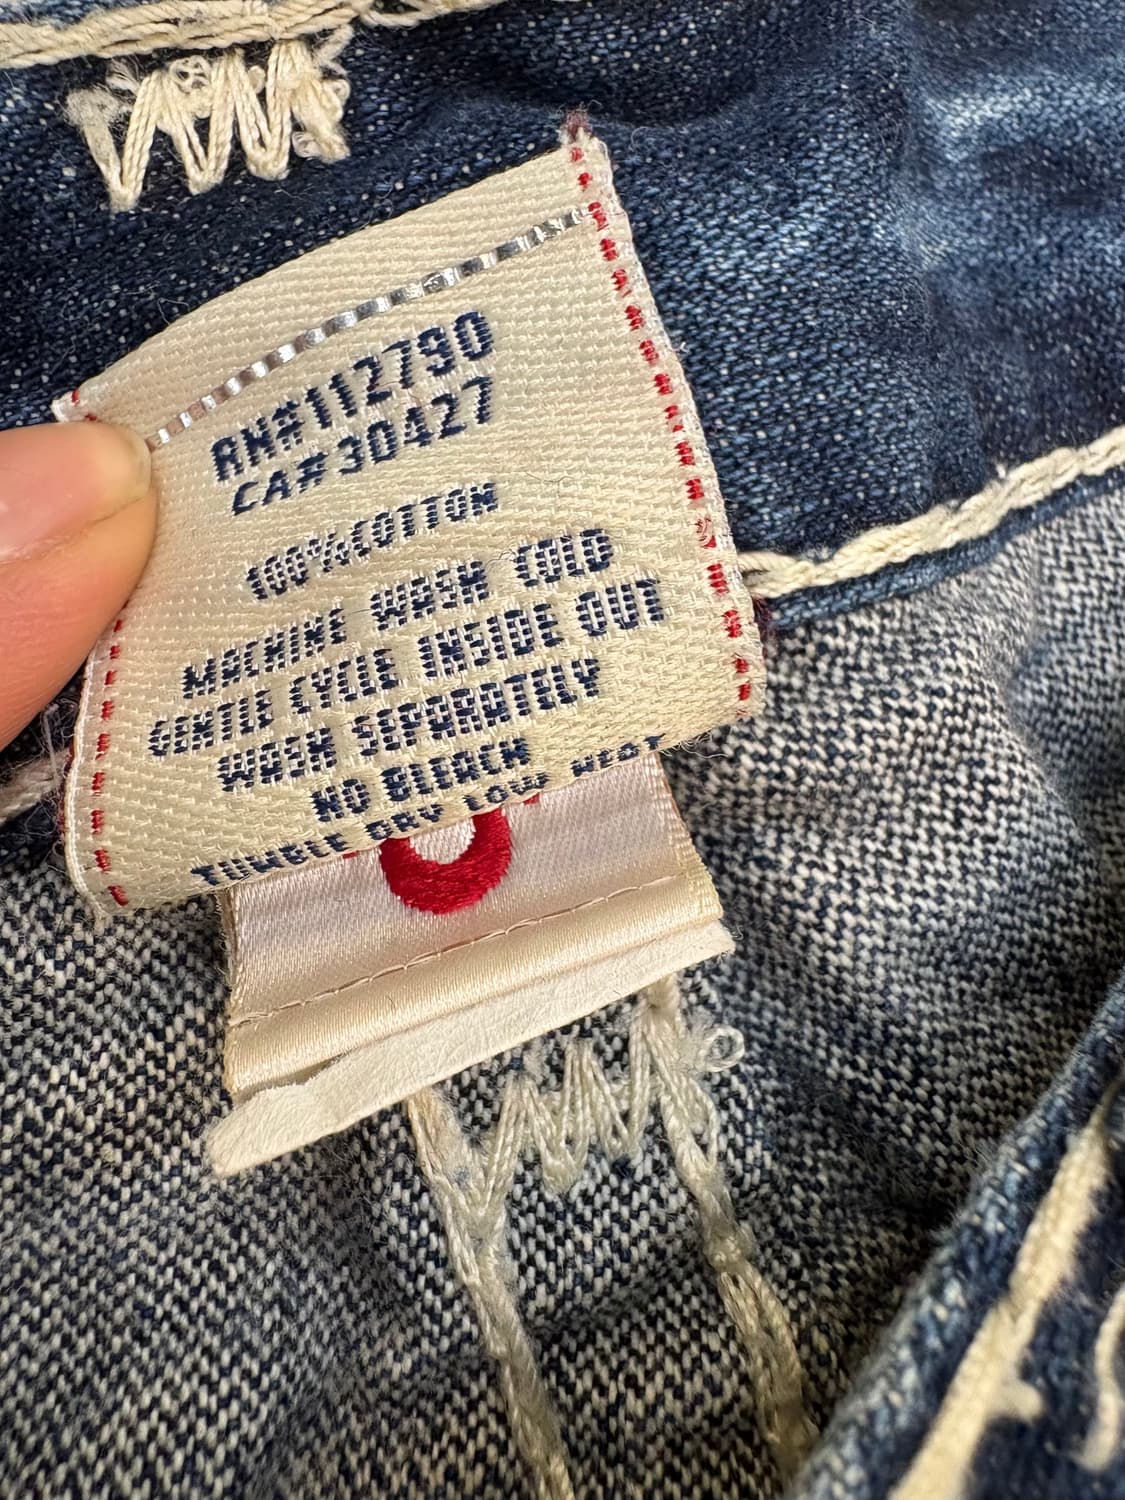 RN#112790
CA#30427
100%COTTON
MACHINE WASH COLD
GENTLE CYCLE INSIDE OUT
WASH SEPARATELY
NO BLEACH
TUMBLE DRY LOW HEAT